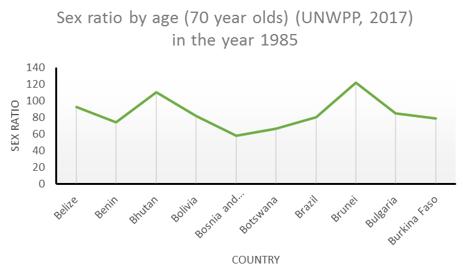 Sex ratio by age (70 year olds) (UNWPP, 2017)
in the year 1985
140
120
100
80
60
40
20
0
SEX RATIO
Belize
Benin
Bhutan
Bolivia
Bosnia and...
Botswana
Brazil
Brunei
Bulgaria
Burkina Faso
COUNTRY